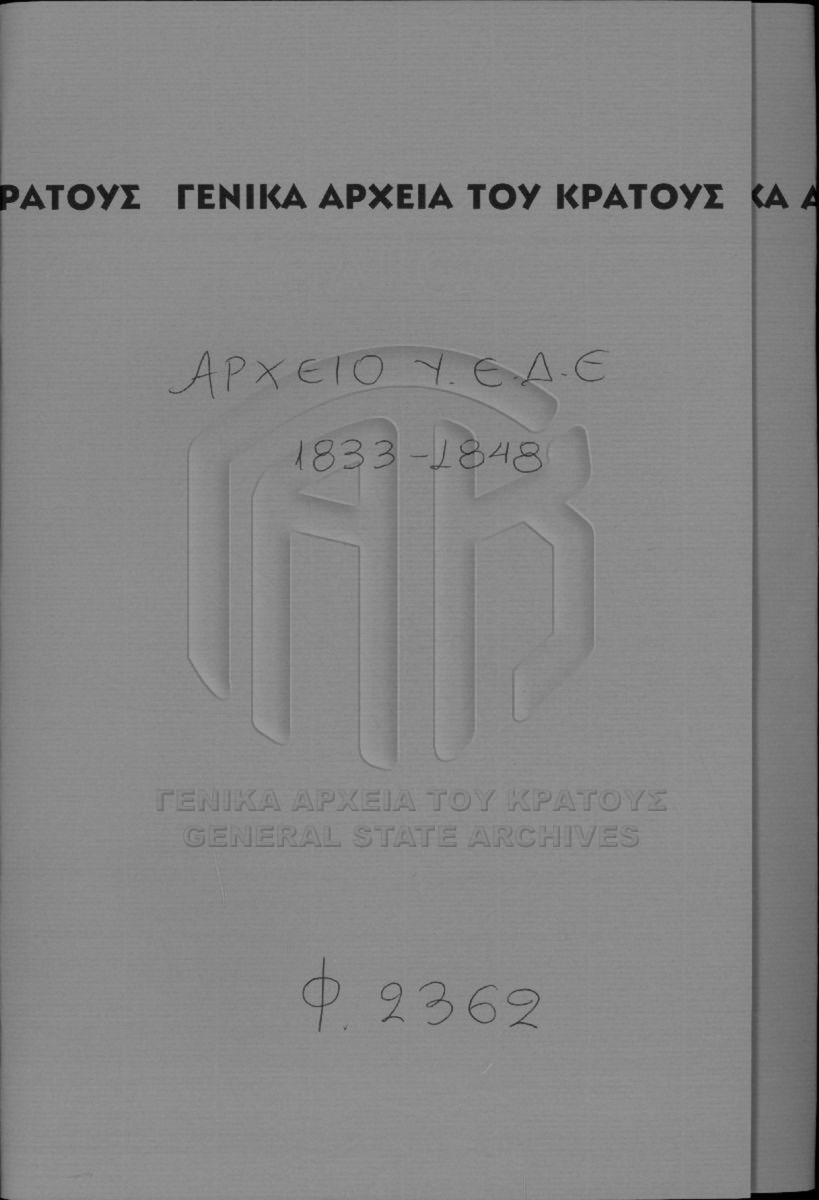 ΡΑΤΟΥΣ ΓΕΝΙΚΑ ΑΡΧΕΙΑ ΤΟΥ ΚΡΑΤΟΥΣ ΚΑ Α
ΑΡΧΕΙΟ Υ.Ε.Δ.Ε
1833-1848
ΓΕΝΙΚΑ ΑΡΧΕΙΑ ΤΟΥ ΚΡΑΤΟΥΣ
GENERAL STATE ARCHIVES
Φ. 2362